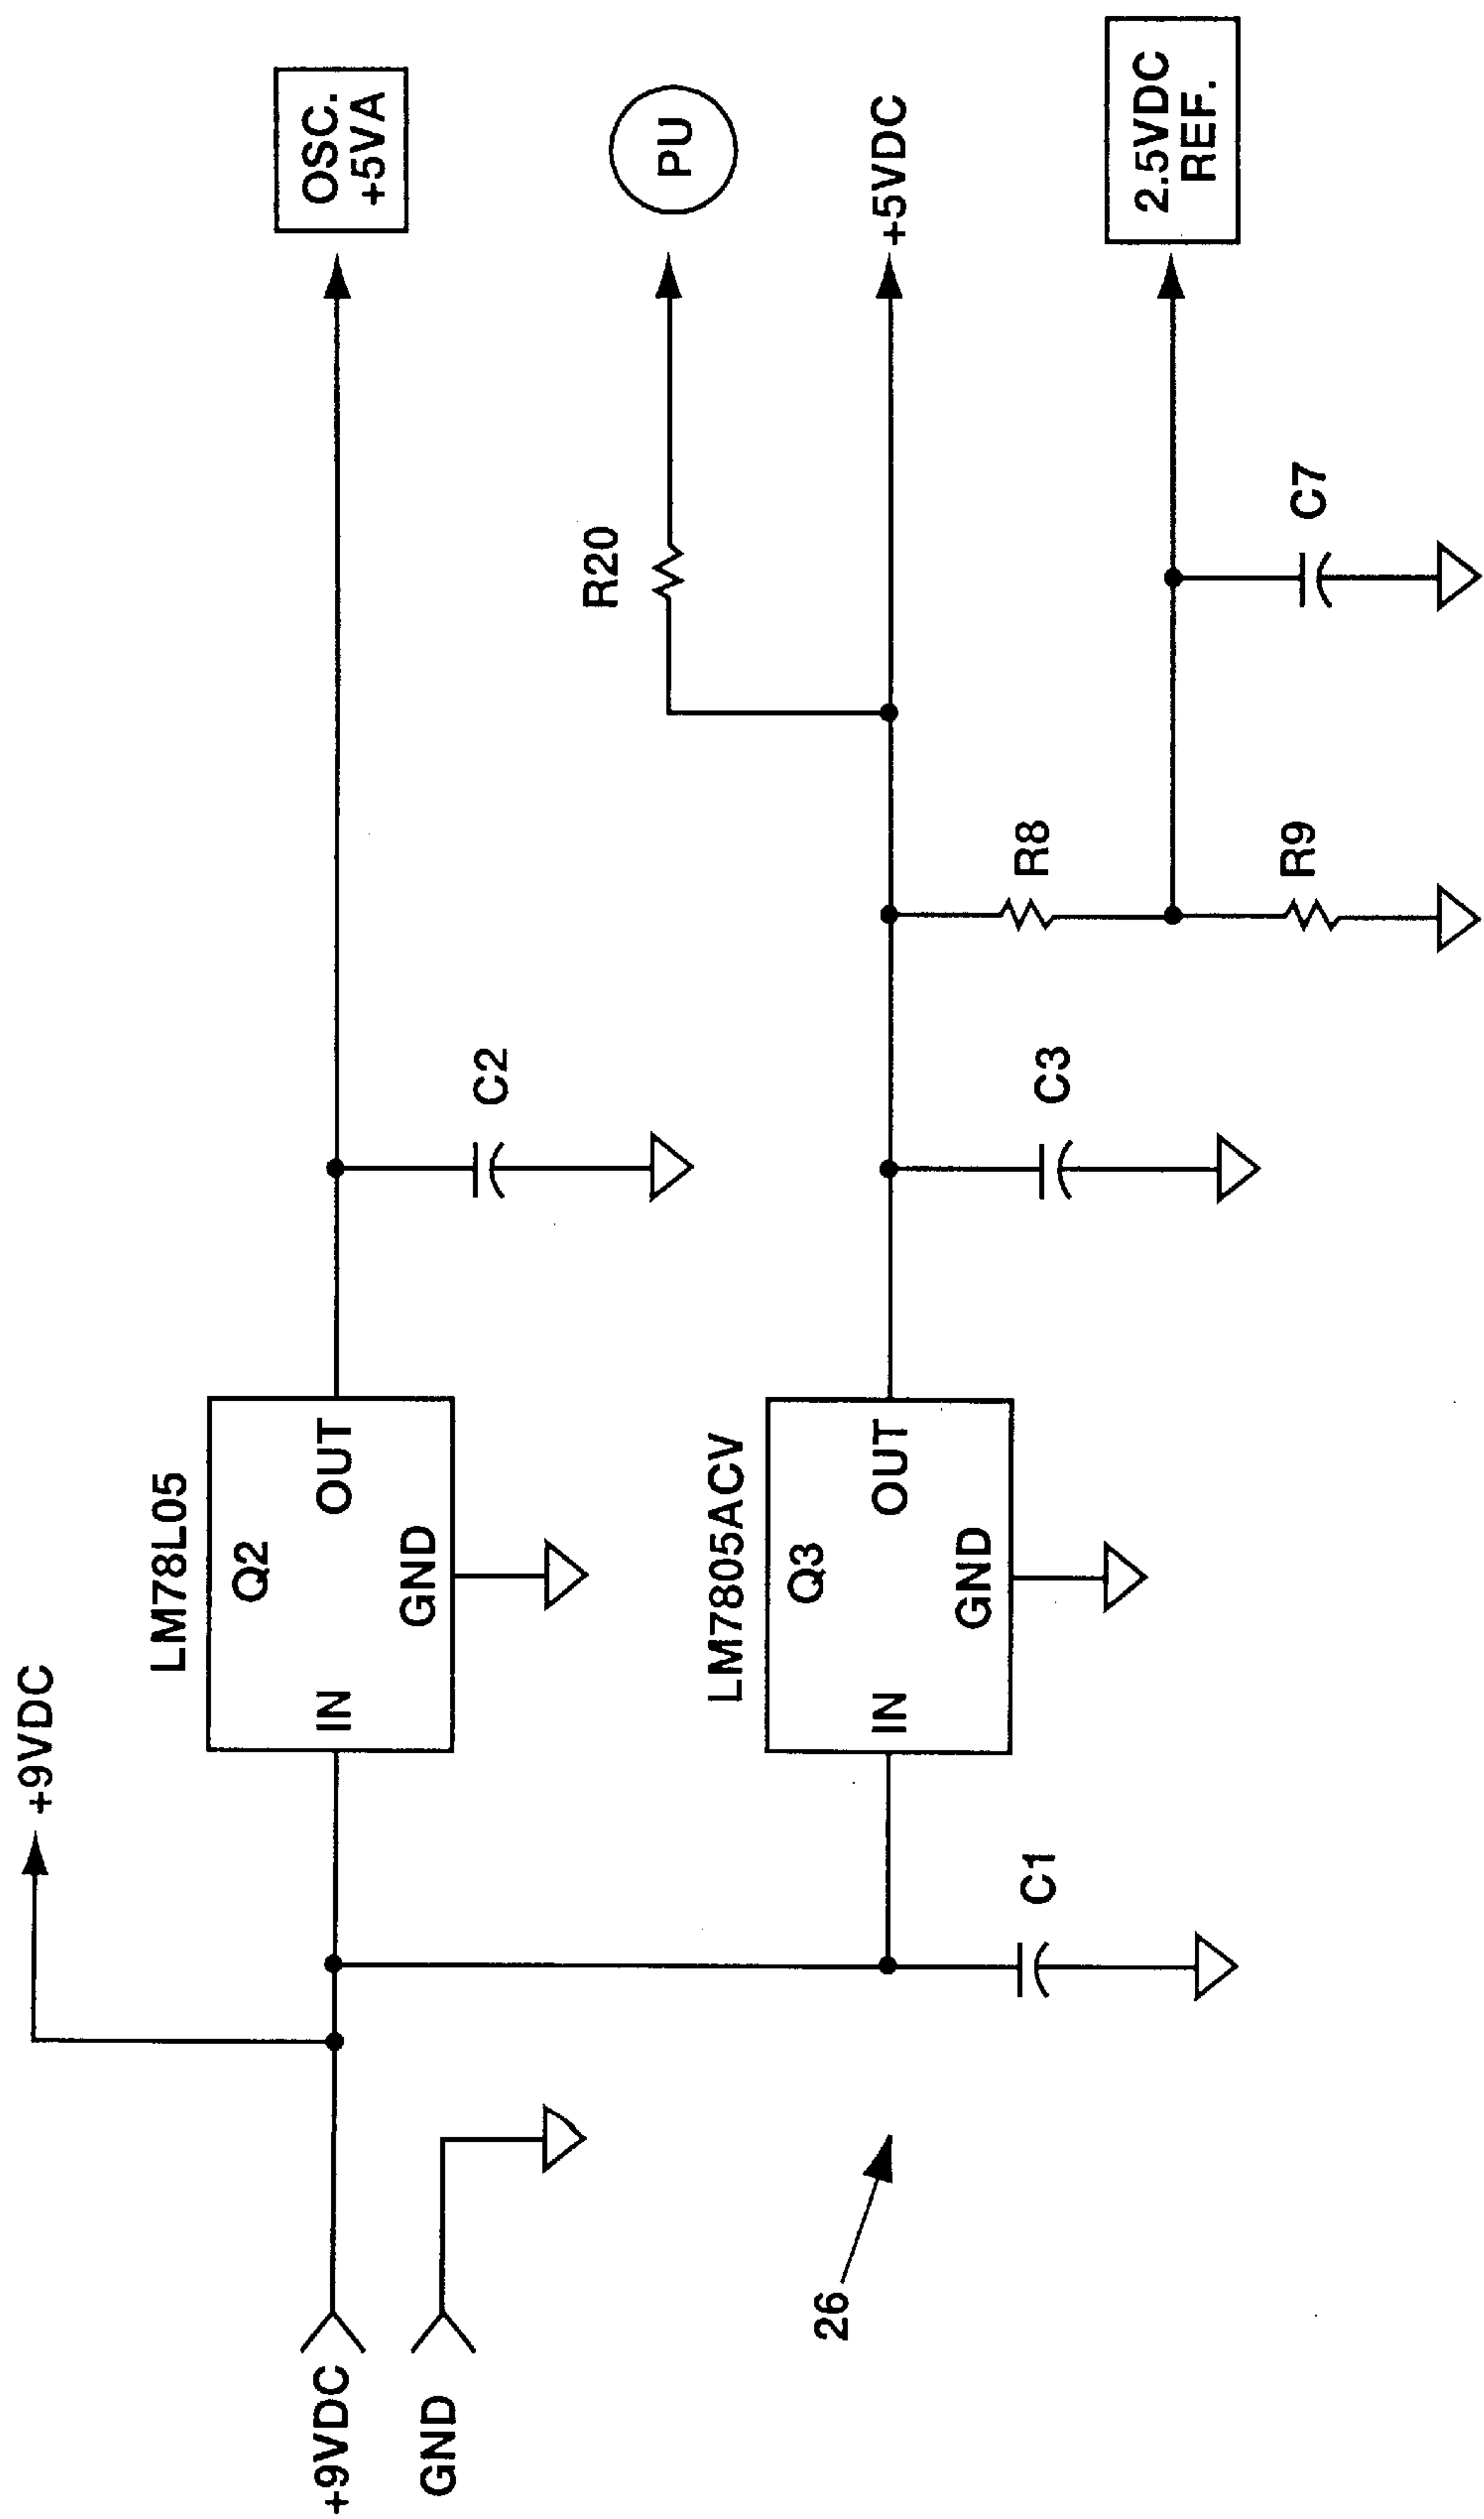 +9VDC
LM78L05
OSC.
+5VA
Q2
IN
OUT
GND
+9VDC
GND
C2
R20
PU
LM7805ACV
Q3
IN
OUT
GND
+5VDC
26
C1
C3
R8
2.5VDC
REF.
R9
C7